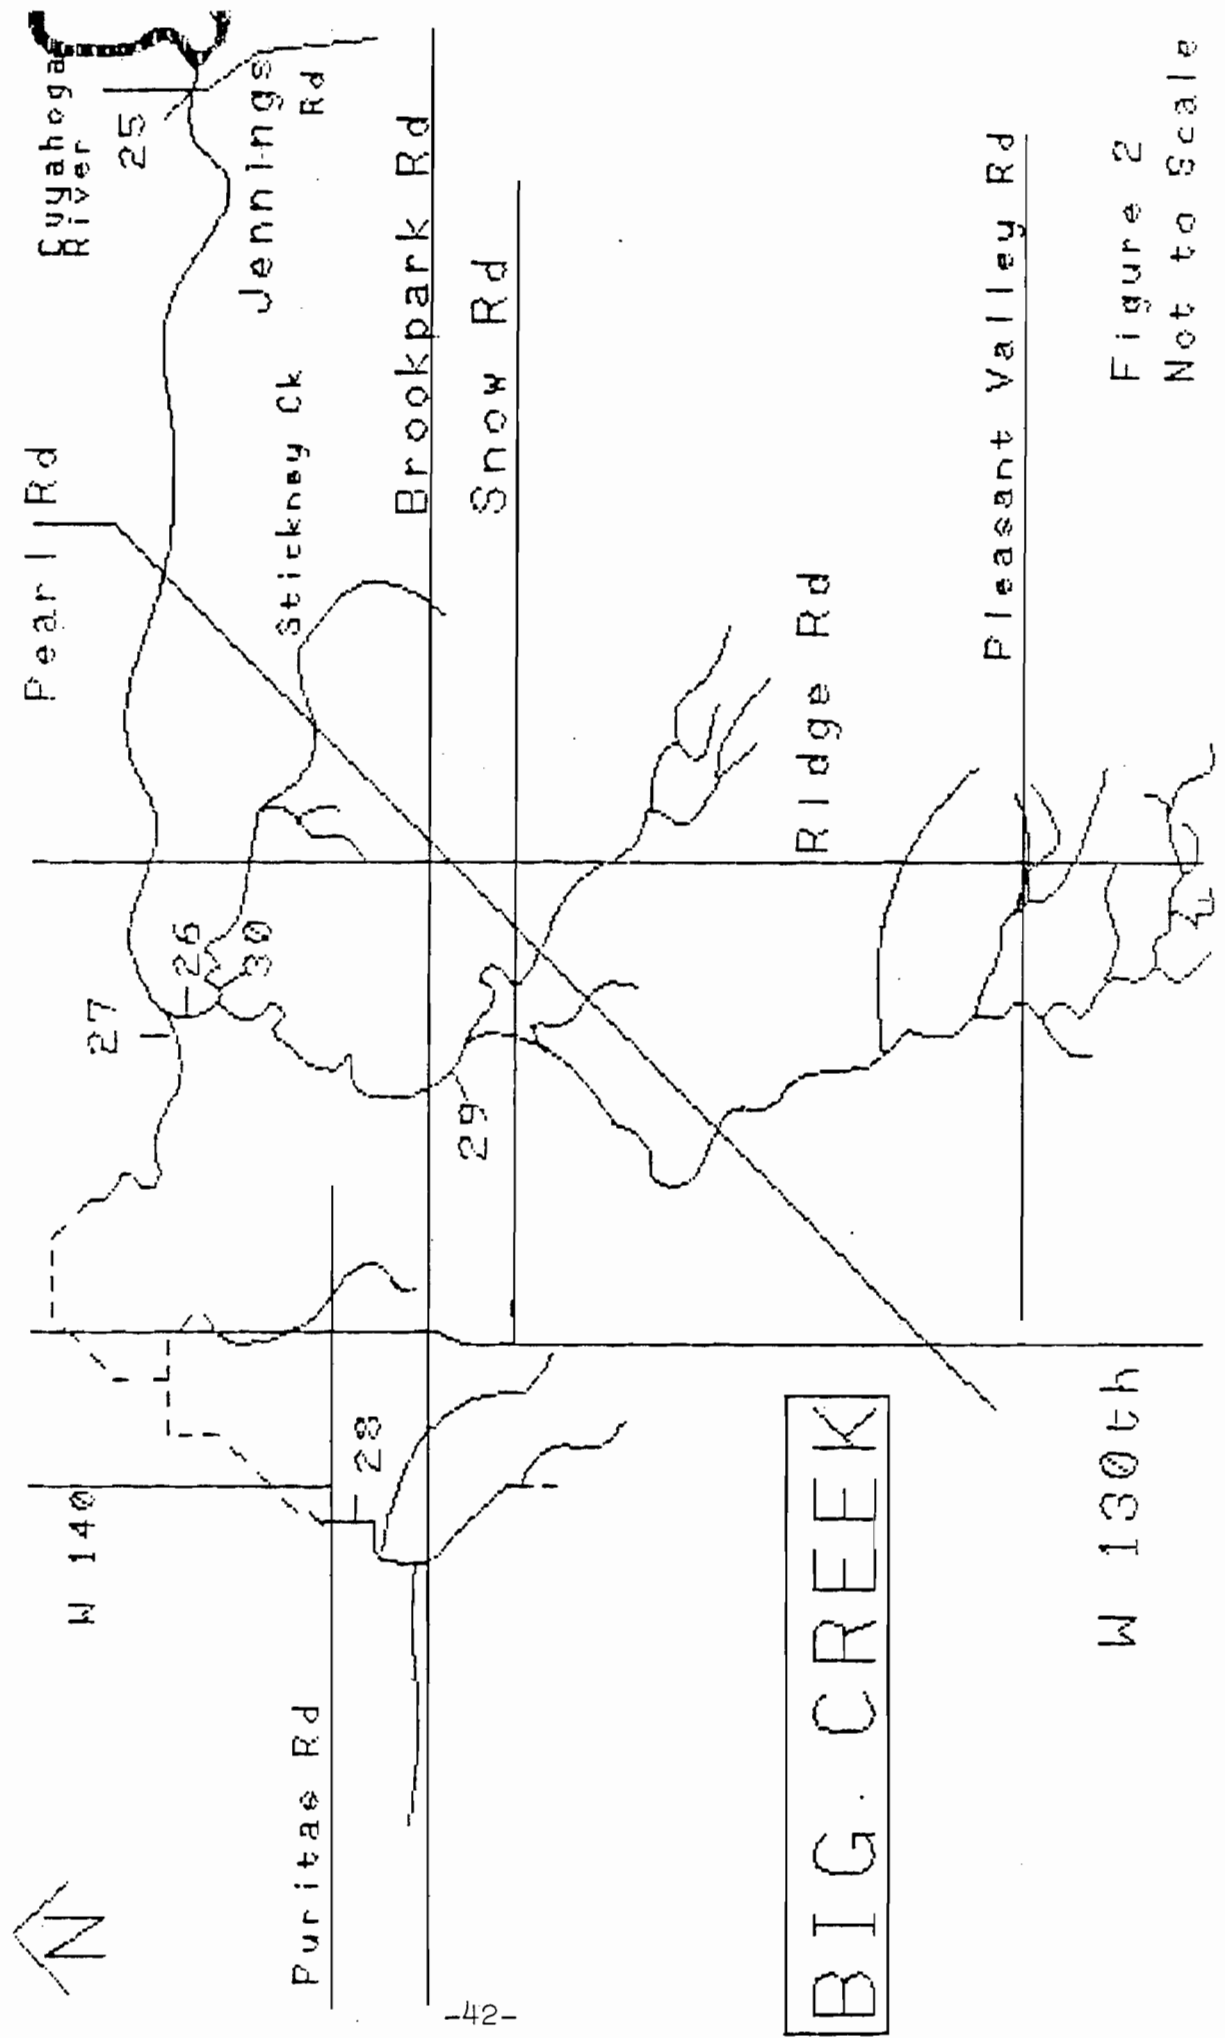 N
Pearl Rd
Cuyahoga
River
25
W 140
27
26
30
Jennings
Rd
Stickney Ck
Puritas Rd
28
Brookpark Rd
29
Snow Rd
Ridge Rd
BIG CREEK
Pleasant Valley Rd
W 130th
Figure 2
Not to Scale
-42-